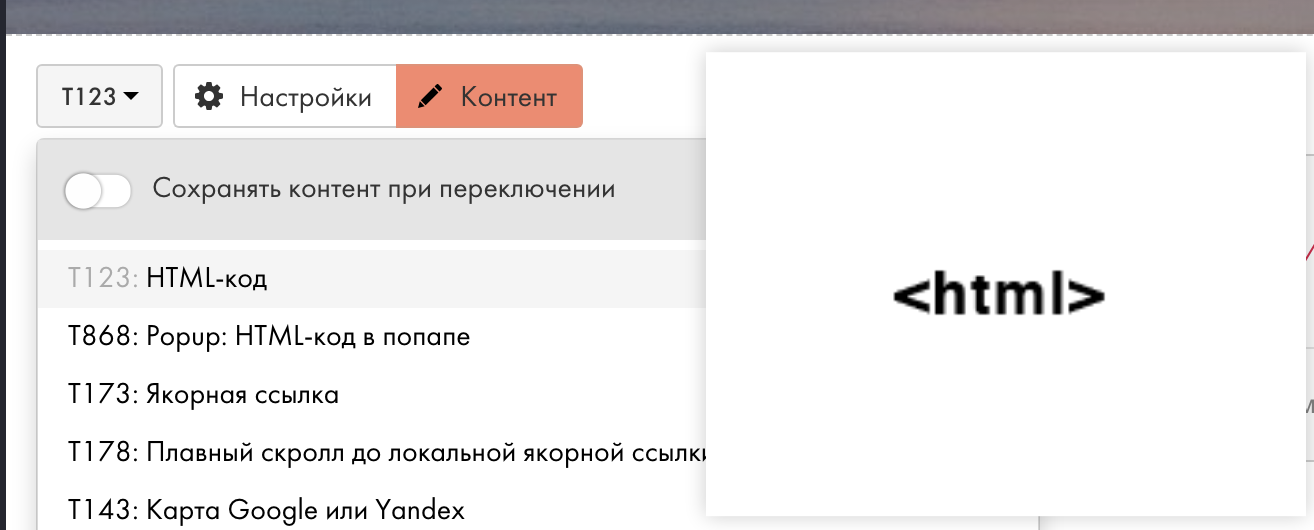 T123
Настройки
Контент
Сохранять контент при переключении
T123: HTML-код
T868: Popup: HTML-код в попапе
T173: Якорная ссылка
T178: Плавный скролл до локальной якорной ссылки
T143: Карта Google или Yandex
<html>